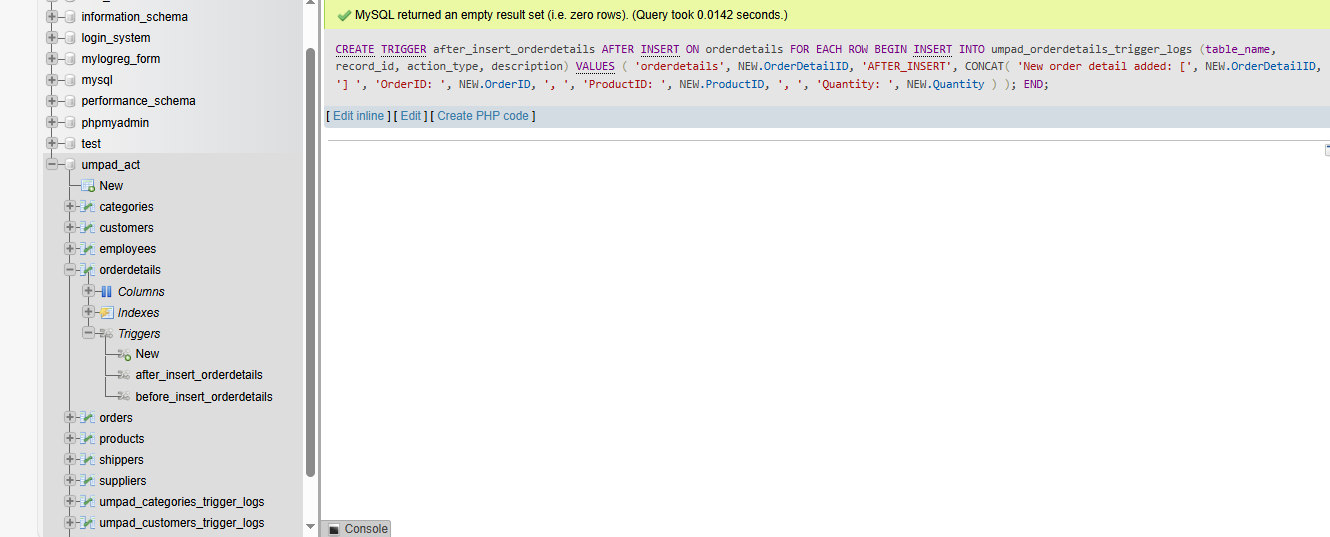 information_schema
login_system
mylogreg_form
mysql
performance_schema
phpmyadmin
test
umpad_act
New
categories
customers
employees
orderdetails
Columns
Indexes
Triggers
New
after_insert_orderdetails
before_insert_orderdetails
orders
products
shippers
suppliers
umpad_categories_trigger_logs
umpad_customers_trigger_logs
MySQL returned an empty result set (i.e. zero rows). (Query took 0.0142 seconds.)
CREATE TRIGGER after_insert_orderdetails AFTER INSERT ON orderdetails FOR EACH ROW BEGIN INSERT INTO umpad_orderdetails_trigger_logs (table_name,
record_id, action_type, description) VALUES ( 'orderdetails', NEW.OrderDetailID, 'AFTER_INSERT', CONCAT( 'New order detail added: [', NEW.OrderDetailID,
'] ', 'OrderID: ', NEW.OrderID, ', ', 'ProductID: ', NEW.ProductID, ', ', 'Quantity: ', NEW.Quantity ) ); END;
[ Edit inline ] [ Edit ] [ Create PHP code ]
Console